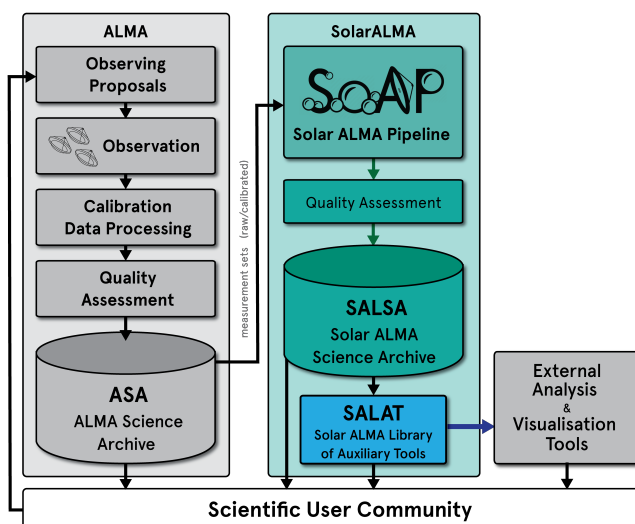 ALMA
Observing
Proposals
Observation
Calibration
Data Processing
Quality
Assessment
ASA
ALMA Science
Archive
measurement sets (raw/calibrated)
SolarALMA
SoAP
Solar ALMA Pipeline
Quality Assessment
SALSA
Solar ALMA
Science Archive
SALAT
Solar ALMA Library
of Auxiliary Tools
External
Analysis
&
Visualisation
Tools
Scientific User Community